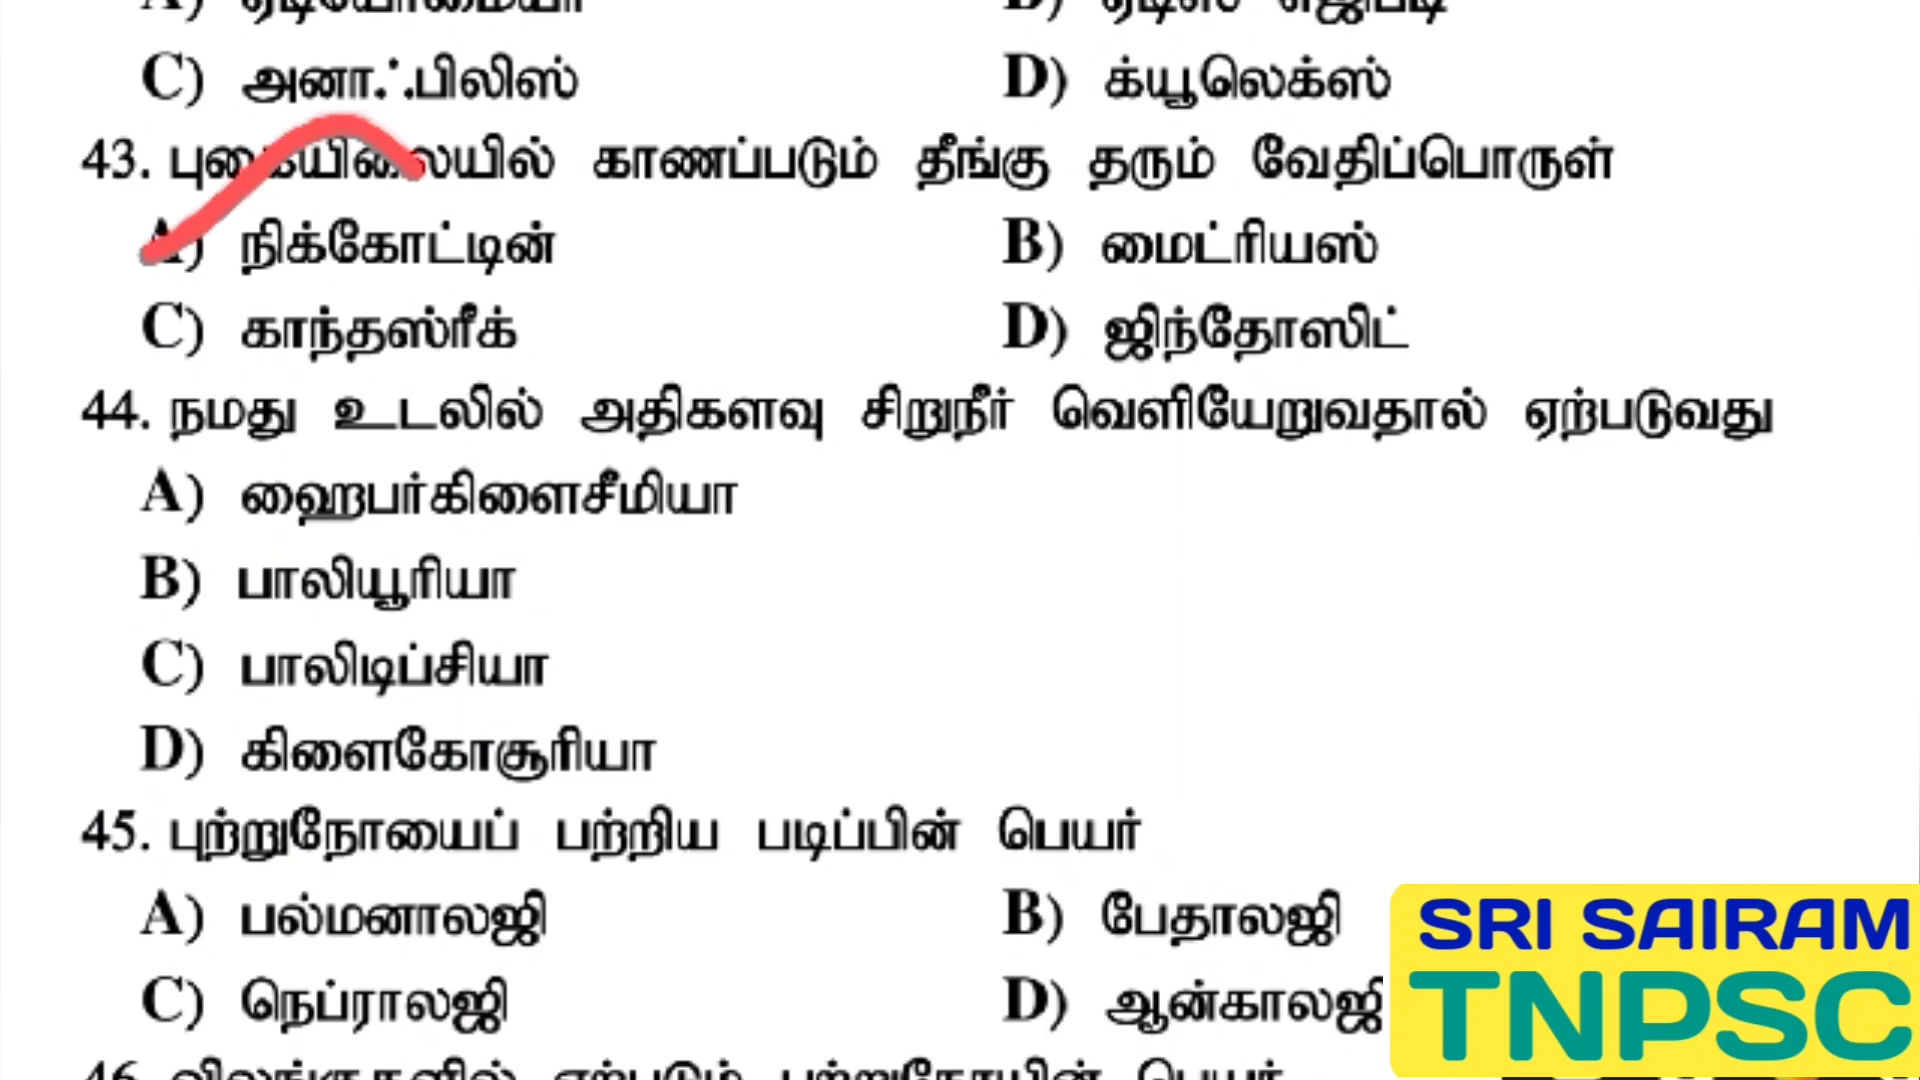 C) அனாஃபிலிஸ் D) க்யூலெக்ஸ்
43. புகையிலையில் காணப்படும் தீங்கு தரும் வேதிப்பொருள்
A) நிக்கோட்டின் B) மைட்ரியஸ்
C) காந்தஸ்ரீக் D) ஜிந்தோஸிட்
44. நமது உடலில் அதிகளவு சிறுநீர் வெளியேறுவதால் ஏற்படுவது
A) ஹைபர்கிளைசீமியா
B) பாலியூரியா
C) பாலிடிப்சியா
D) கிளைகோசூரியா
45. புற்றுநோயைப் பற்றிய படிப்பின் பெயர்
A) பல்மனாலஜி B) பேதாலஜி
C) நெப்ராலஜி D) ஆன்காலஜி
SRI SAIRAM
TNPSC